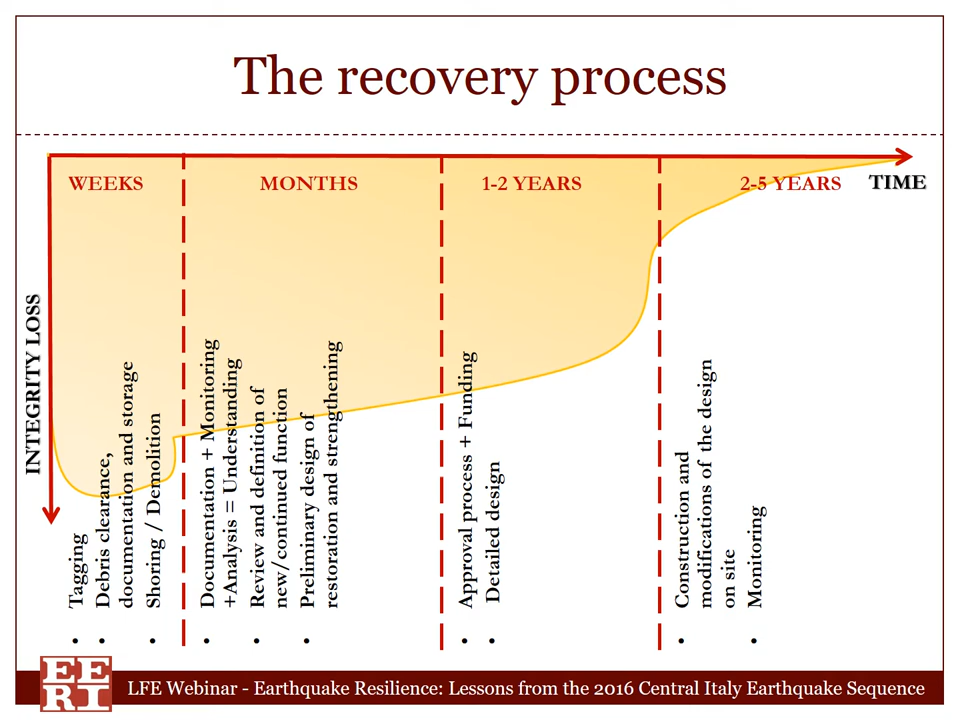 The recovery process
WEEKS
MONTHS
1-2 YEARS
2-5 YEARS
TIME
INTEGRITY LOSS
• Tagging
• Debris clearance,
documentation and storage
• Shoring / Demolition
• Documentation + Monitoring
+Analysis = Understanding
• Review and definition of
new/continued function
• Preliminary design of
restoration and strengthening
• Approval process + Funding
• Detailed design
• Construction and
modifications of the design
on site
• Monitoring
EE
RI
LFE Webinar - Earthquake Resilience: Lessons from the 2016 Central Italy Earthquake Sequence